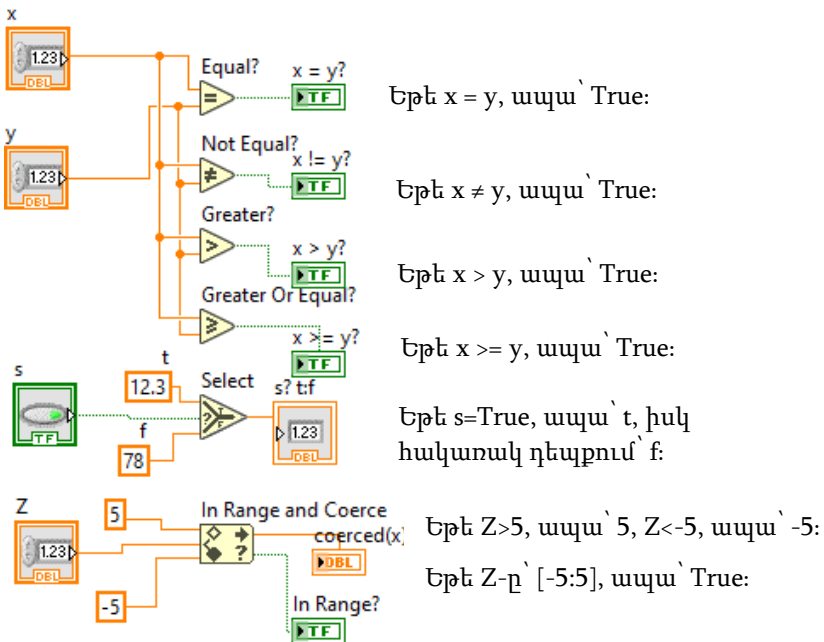 x
1.23
DBL
Equal?
x = y?
=
TF
Եթե x = y, ապա՝ True:
y
1.23
DBL
Not Equal?
x != y?
≠
TF
Եթե x ≠ y, ապա՝ True:
Greater?
>
x > y?
TF
Եթե x > y, ապա՝ True:
Greater Or Equal?
≥
x >= y?
TF
Եթե x >= y, ապա՝ True:
s
TF
t
12.3
f
78
Select
? T F
s? t:f
1.23
DBL
Եթե s=True, ապա՝ t, իսկ
հակառակ դեպքում՝ f:
Z
1.23
DBL
5
-5
In Range and Coerce
?
coerced(x)
DBL
In Range?
TF
Եթե Z>5, ապա՝ 5, Z<-5, ապա՝ -5:
Եթե Z-ը՝ [-5:5], ապա՝ True: